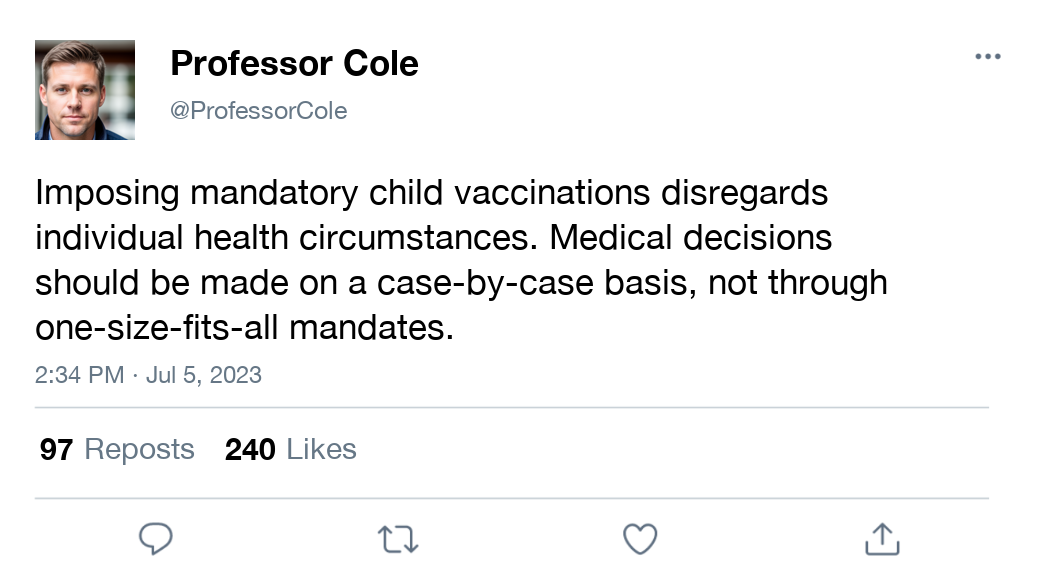 Professor Cole
@ProfessorCole
Imposing mandatory child vaccinations disregards
individual health circumstances. Medical decisions
should be made on a case-by-case basis, not through
one-size-fits-all mandates.
2:34 PM · Jul 5, 2023
97 Reposts 240 Likes